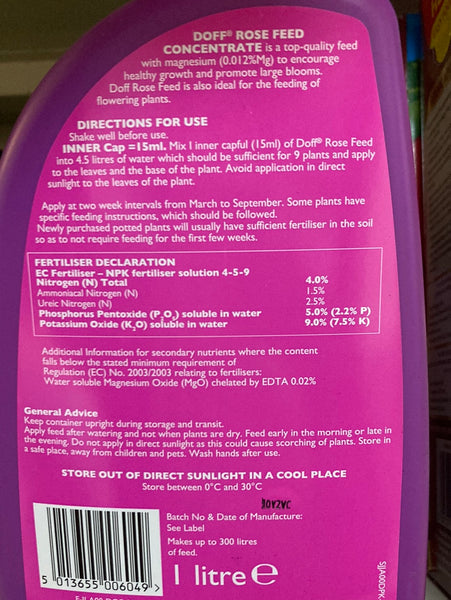 DOFF® ROSE FEED
CONCENTRATE is a top-quality feed
with magnesium (0.012%Mg) to encourage
healthy growth and promote large blooms.
Doff Rose Feed is also ideal for the feeding of
flowering plants.
DIRECTIONS FOR USE
Shake well before use.
INNER Cap =15ml. Mix 1 inner capful (15ml) of Doff® Rose Feed
into 4.5 litres of water which should be sufficient for 9 plants and apply
to the leaves and the base of the plant. Avoid application in direct
sunlight to the leaves of the plant.
Apply at two week intervals from March to September. Some plants have
specific feeding instructions, which should be followed.
Newly purchased potted plants will usually have sufficient fertiliser in the soil
so as to not require feeding for the first few weeks.
FERTILISER DECLARATION
EC Fertiliser – NPK fertiliser solution 4-5-9
Nitrogen (N) Total 4.0%
Ammoniacal Nitrogen (N) 1.5%
Ureic Nitrogen (N) 2.5%
Phosphorus Pentoxide (P₂O₅) soluble in water 5.0% (2.2% P)
Potassium Oxide (K₂O) soluble in water 9.0% (7.5% K)
Additional Information for secondary nutrients where the content
falls below the stated minimum requirement of
Regulation (EC) No. 2003/2003 relating to fertilisers:
Water soluble Magnesium Oxide (MgO) chelated by EDTA 0.02%
General Advice
Keep container upright during storage and transit.
Apply feed after watering and not when plants are dry. Feed early in the morning or late in
the evening. Do not apply in direct sunlight as this could cause scorching of plants. Store in
a safe place, away from children and pets. Wash hands after use.
STORE OUT OF DIRECT SUNLIGHT IN A COOL PLACE
Store between 0°C and 30°C
Batch No & Date of Manufacture:
See Label
Makes up to 300 litres
of feed.
1 litre e
5 013655 006049 >